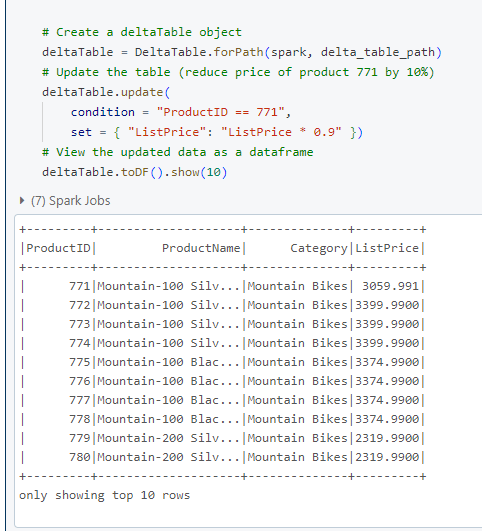 # Create a deltaTable object
deltaTable = DeltaTable.forPath(spark, delta_table_path)
# Update the table (reduce price of product 771 by 10%)
deltaTable.update(
    condition = "ProductID == 771",
    set = { "ListPrice": "ListPrice * 0.9" })
# View the updated data as a dataframe
deltaTable.toDF().show(10)
(7) Spark Jobs
+---------+--------------------+--------------+---------+
|ProductID|         ProductName|      Category|ListPrice|
+---------+--------------------+--------------+---------+
|      771|Mountain-100 Silv...|Mountain Bikes| 3059.991|
|      772|Mountain-100 Silv...|Mountain Bikes|3399.9900|
|      773|Mountain-100 Silv...|Mountain Bikes|3399.9900|
|      774|Mountain-100 Silv...|Mountain Bikes|3399.9900|
|      775|Mountain-100 Blac...|Mountain Bikes|3374.9900|
|      776|Mountain-100 Blac...|Mountain Bikes|3374.9900|
|      777|Mountain-100 Blac...|Mountain Bikes|3374.9900|
|      778|Mountain-100 Blac...|Mountain Bikes|3374.9900|
|      779|Mountain-200 Silv...|Mountain Bikes|2319.9900|
|      780|Mountain-200 Silv...|Mountain Bikes|2319.9900|
+---------+--------------------+--------------+---------+
only showing top 10 rows